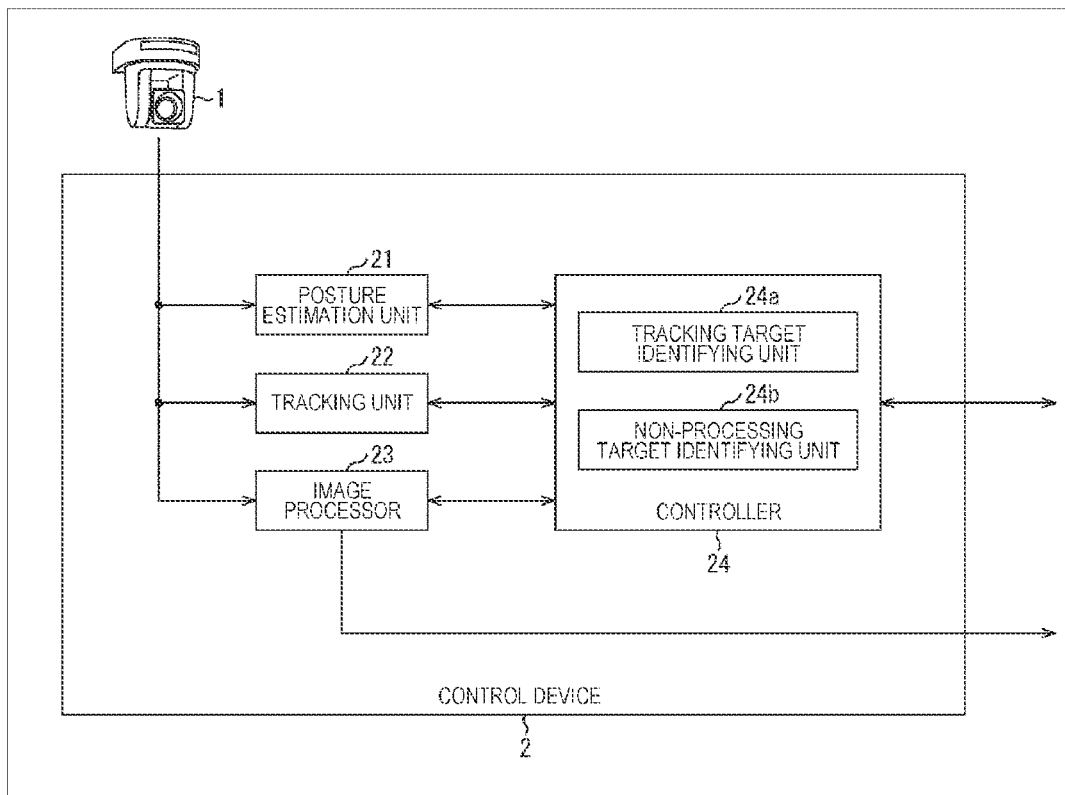 1
21
POSTURE
ESTIMATION UNIT
22
TRACKING UNIT
23
IMAGE
PROCESSOR
24a
TRACKING TARGET
IDENTIFYING UNIT
24b
NON-PROCESSING
TARGET IDENTIFYING UNIT
CONTROLLER
24
CONTROL DEVICE
2